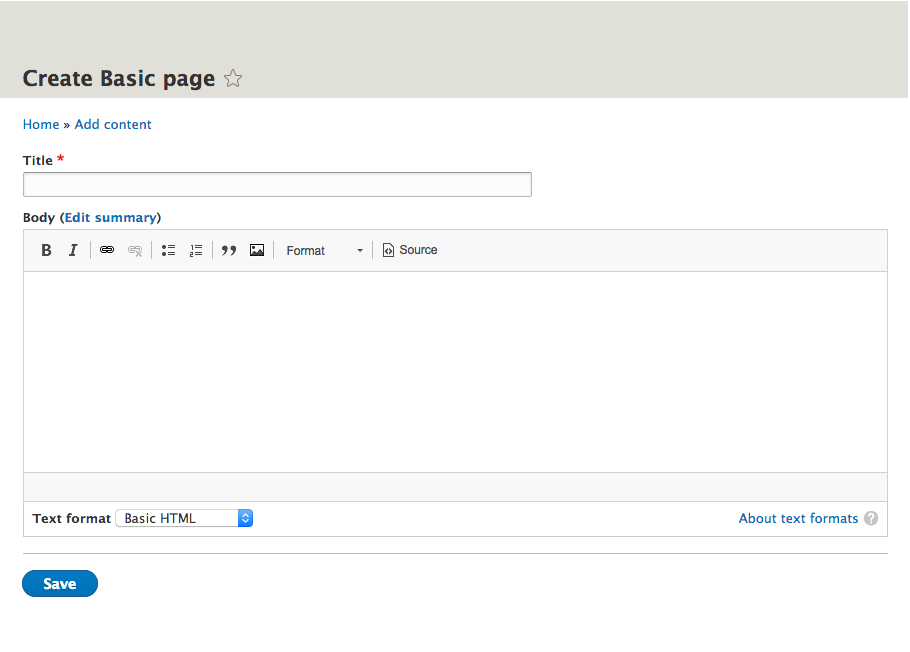 Create Basic page
Home » Add content
Title *
Body (Edit summary)
B I Format Source
Text format Basic HTML About text formats ?
Save